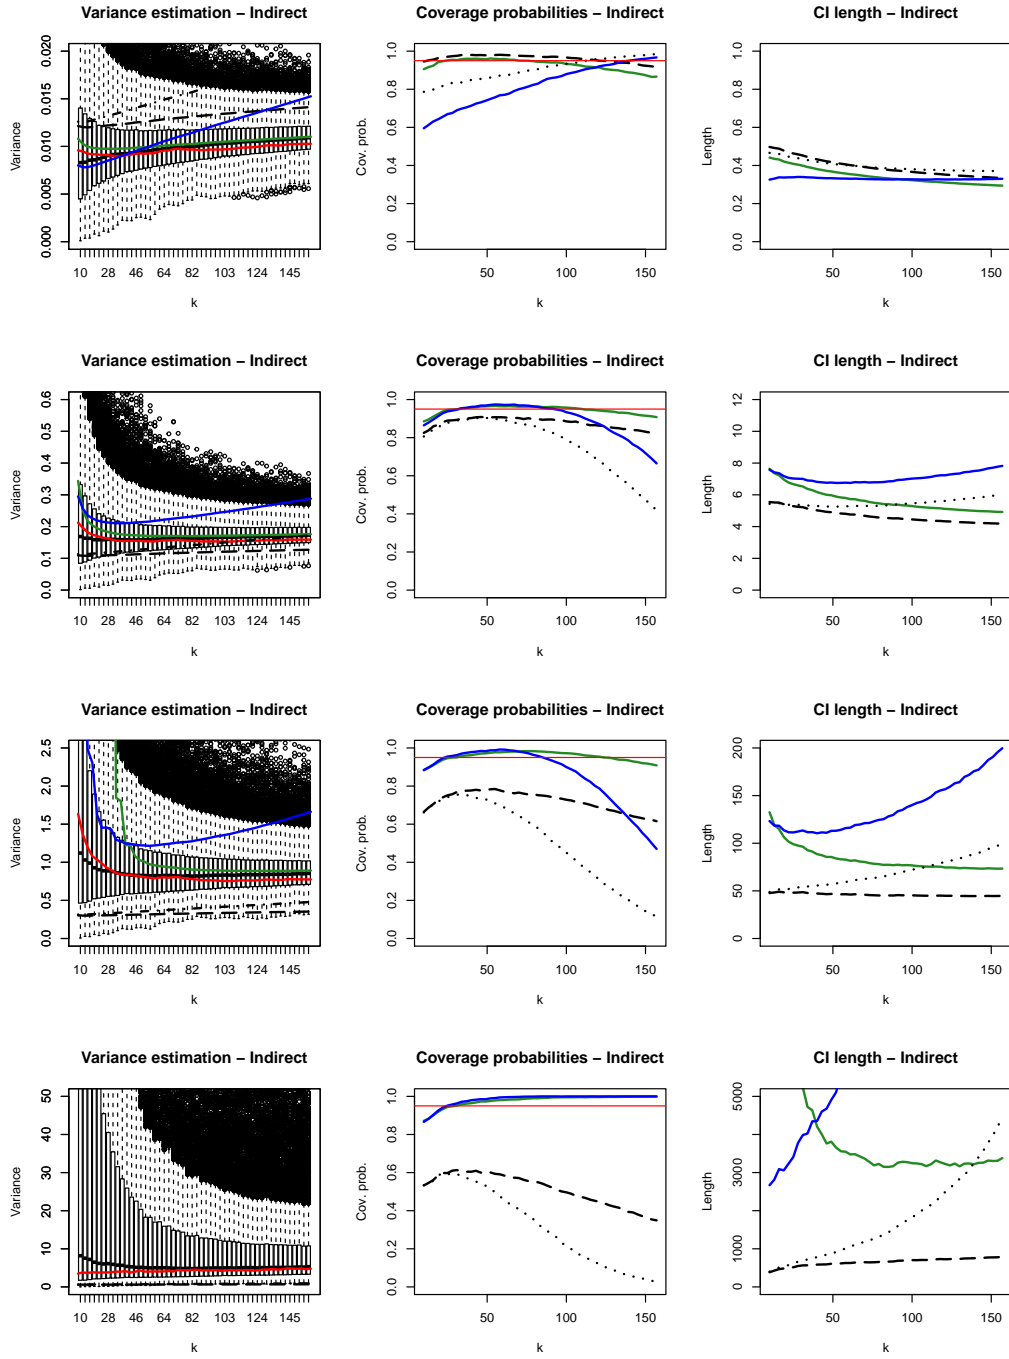 Variance estimation – Indirect
Coverage probabilities – Indirect
CI length – Indirect
Variance
0.000 0.005 0.010 0.015 0.020
10 28 46 64 82 103 124 145
k
Cov. prob.
0.0 0.2 0.4 0.6 0.8 1.0
50 100 150
k
Length
0.0 0.2 0.4 0.6 0.8 1.0
50 100 150
k
Variance estimation – Indirect
Coverage probabilities – Indirect
CI length – Indirect
Variance
0.0 0.1 0.2 0.3 0.4 0.5 0.6
10 28 46 64 82 103 124 145
k
Cov. prob.
0.0 0.2 0.4 0.6 0.8 1.0
50 100 150
k
Length
0 2 4 6 8 10 12
50 100 150
k
Variance estimation – Indirect
Coverage probabilities – Indirect
CI length – Indirect
Variance
0.0 0.5 1.0 1.5 2.0 2.5
10 28 46 64 82 103 124 145
k
Cov. prob.
0.0 0.2 0.4 0.6 0.8 1.0
50 100 150
k
Length
0 50 100 150 200
50 100 150
k
Variance estimation – Indirect
Coverage probabilities – Indirect
CI length – Indirect
Variance
0 10 20 30 40 50
10 28 46 64 82 103 124 145
k
Cov. prob.
0.0 0.2 0.4 0.6 0.8 1.0
50 100 150
k
Length
0 1000 3000 5000
50 100 150
k